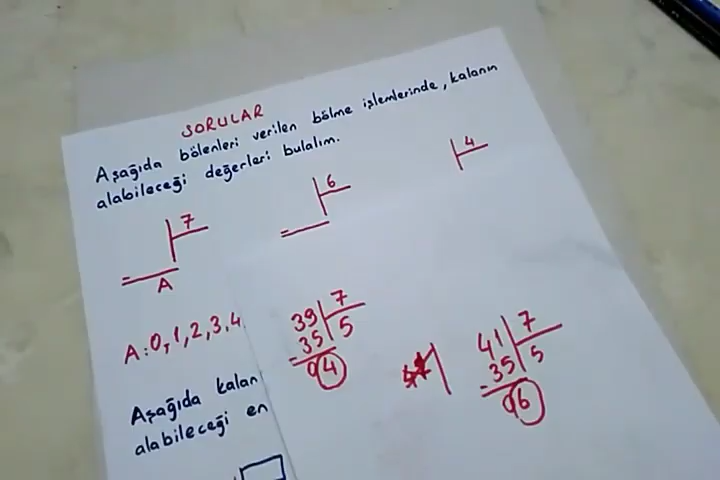 SORULAR
Aşağıda bölenleri verilen bölme işlemlerinde, kalanın
alabileceği değerleri bulalım.
7
A
6
4
A:0,1,2,3,4
Aşağıda kalan
alabileceği en
39 7
-35 5
04
41 7
-35 5
06